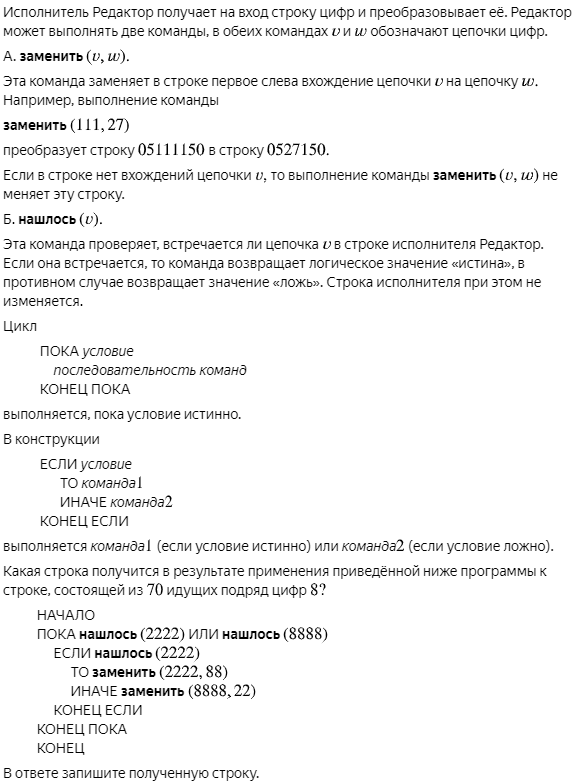 Исполнитель Редактор получает на вход строку цифр и преобразовывает её. Редактор
может выполнять две команды, в обеих командах v и w обозначают цепочки цифр.
А. заменить (v, w).
Эта команда заменяет в строке первое слева вхождение цепочки v на цепочку w.
Например, выполнение команды
заменить (111, 27)
преобразует строку 05111150 в строку 0527150.
Если в строке нет вхождений цепочки v, то выполнение команды заменить (v, w) не
меняет эту строку.
Б. нашлось (v).
Эта команда проверяет, встречается ли цепочка v в строке исполнителя Редактор.
Если она встречается, то команда возвращает логическое значение «истина», в
противном случае возвращает значение «ложь». Строка исполнителя при этом не
изменяется.
Цикл
ПОКА условие
последовательность команд
КОНЕЦ ПОКА
выполняется, пока условие истинно.
В конструкции
ЕСЛИ условие
ТО команда1
ИНАЧЕ команда2
КОНЕЦ ЕСЛИ
выполняется команда1 (если условие истинно) или команда2 (если условие ложно).
Какая строка получится в результате применения приведённой ниже программы к
строке, состоящей из 70 идущих подряд цифр 8?
НАЧАЛО
ПОКА нашлось (2222) ИЛИ нашлось (8888)
ЕСЛИ нашлось (2222)
ТО заменить (2222, 88)
ИНАЧЕ заменить (8888, 22)
КОНЕЦ ЕСЛИ
КОНЕЦ ПОКА
КОНЕЦ
В ответе запишите полученную строку.